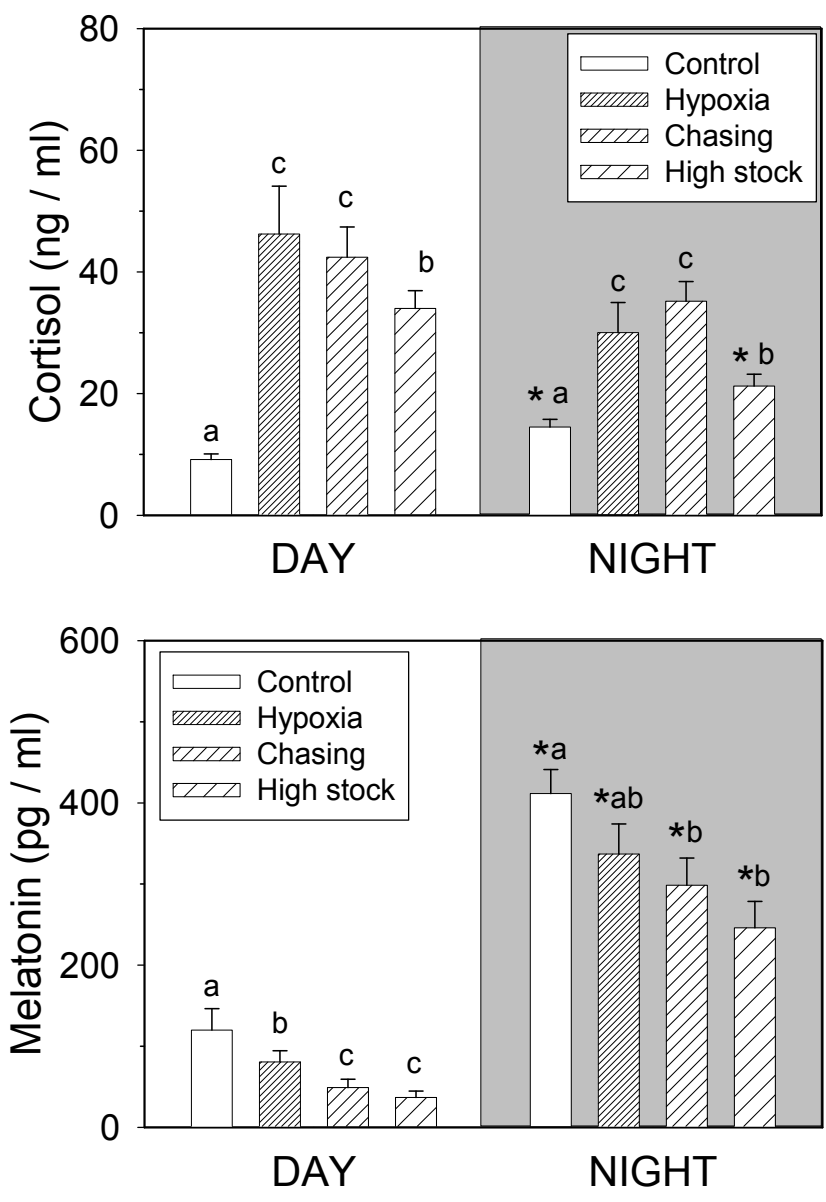 Cortisol (ng / ml)
80
60
40
20
0
Control
Hypoxia
Chasing
High stock
a
c
c
b
* a
c
c
* b
DAY
NIGHT
Melatonin (pg / ml)
600
400
200
0
Control
Hypoxia
Chasing
High stock
a
b
c
c
*a
*ab
*b
*b
DAY
NIGHT